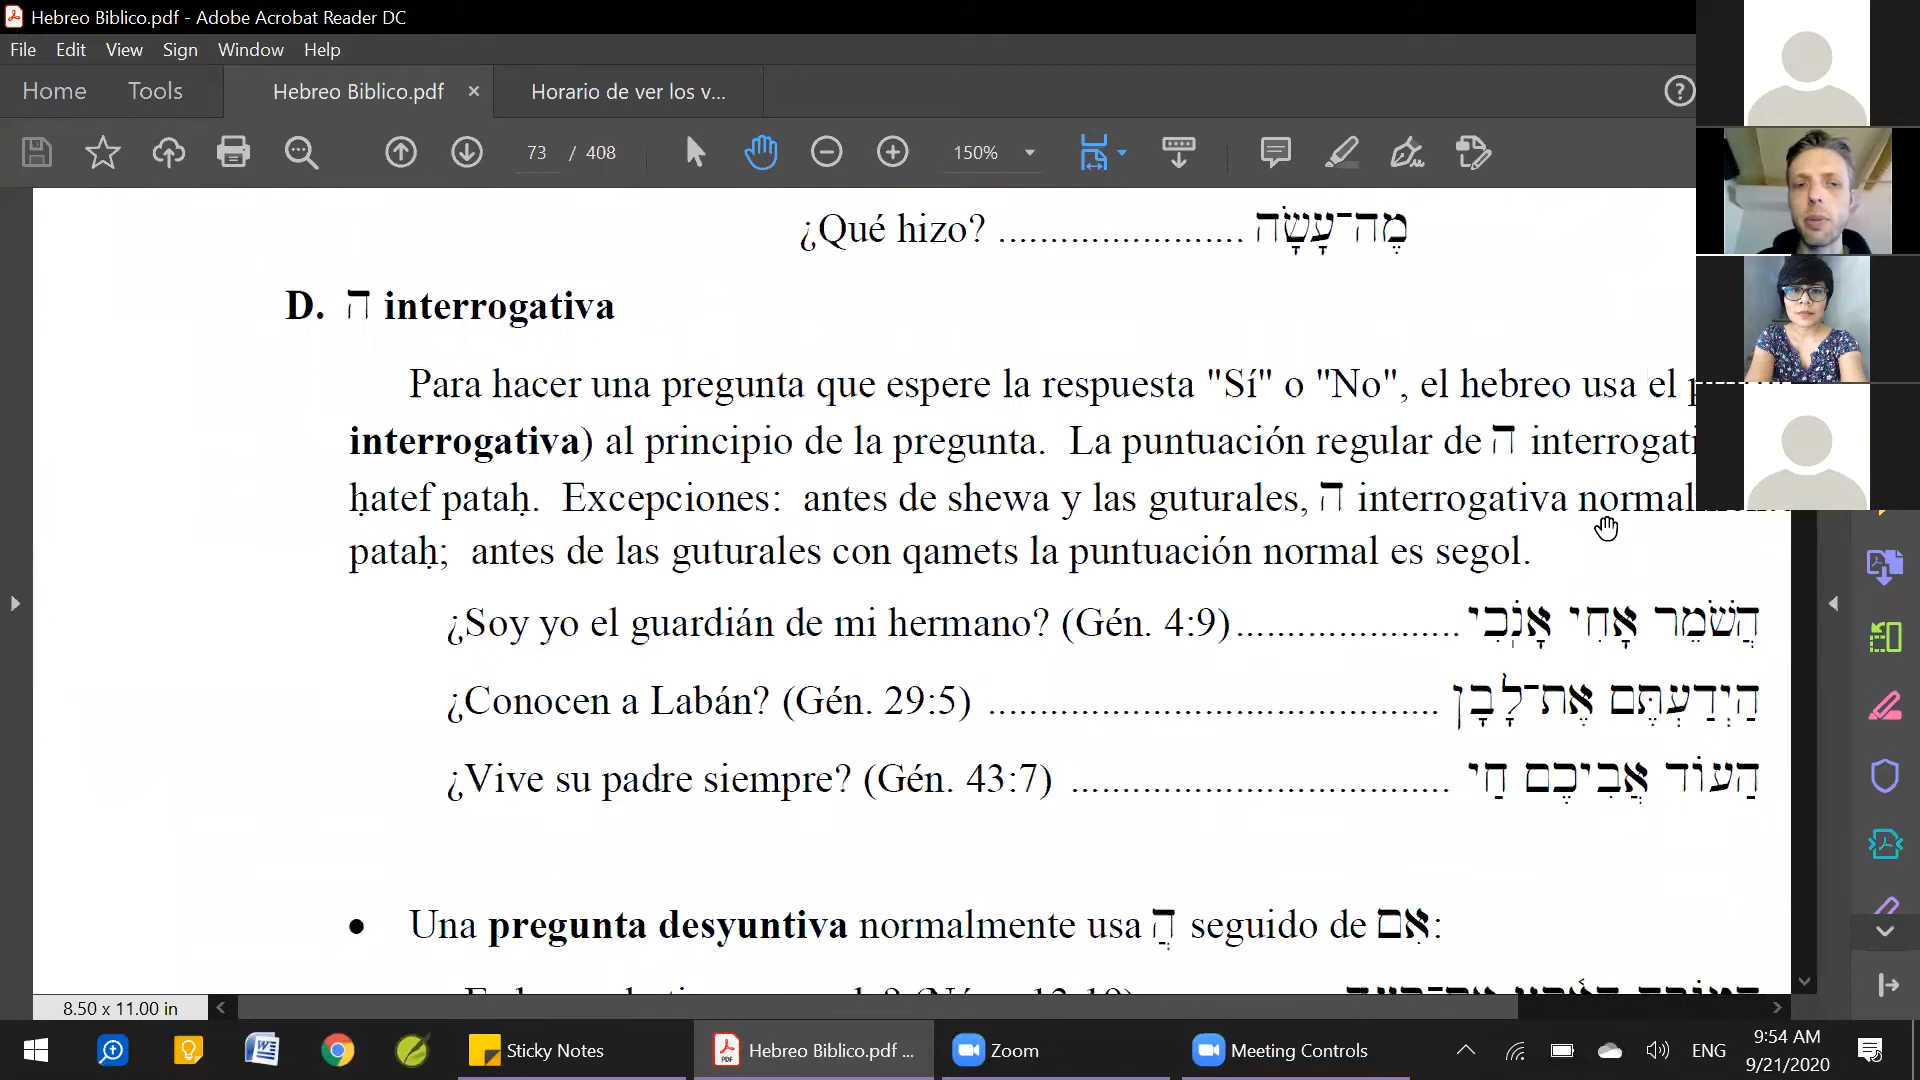 Hebreo Biblico.pdf - Adobe Acrobat Reader DC
File Edit View Sign Window Help
Home Tools Hebreo Biblico.pdf × Horario de ver los v...
73 / 408 150%
¿Qué hizo? ........................ מֶה־עָשָׂה
D. ה interrogativa
Para hacer una pregunta que espere la respuesta "Sí" o "No", el hebreo usa el
interrogativa) al principio de la pregunta. La puntuación regular de ה interrogati
ḥatef pataḥ. Excepciones: antes de shewa y las guturales, ה interrogativa normal
pataḥ; antes de las guturales con qamets la puntuación normal es segol.
¿Soy yo el guardián de mi hermano? (Gén. 4:9)...................... הֲשֹׁמֵר אָחִי אָנֹכִי
¿Conocen a Labán? (Gén. 29:5) ............................................ הַיְדַעְתֶּם אֶת־לָבָן
¿Vive su padre siempre? (Gén. 43:7) ..................................... הַעוֹד אֲבִיכֶם חַי
• Una pregunta desyuntiva normalmente usa הֲ seguido de אִם:
8.50 x 11.00 in
Sticky Notes Hebreo Biblico.pdf ... Zoom Meeting Controls ENG 9:54 AM
9/21/2020